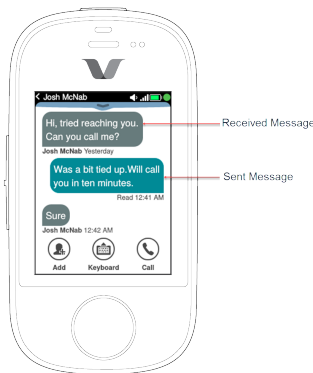 Josh McNab
Hi, tried reaching you.
Can you call me?
Received Message
Josh McNab Yesterday
Was a bit tied up.Will call
you in ten minutes.
Sent Message
Read 12:41 AM
Sure
Josh McNab 12:42 AM
Add Keyboard Call